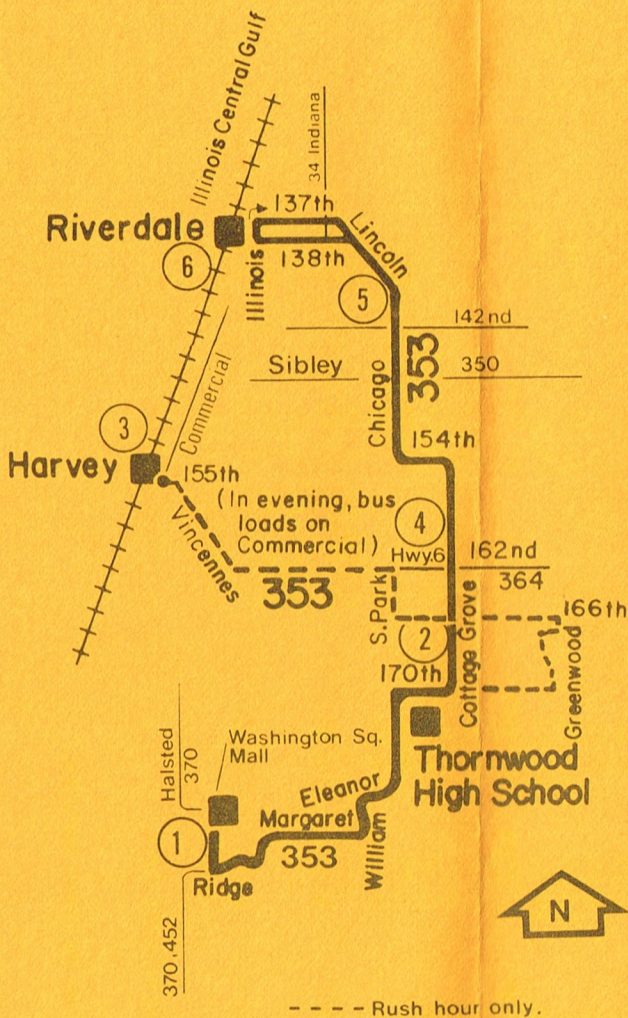 Illinois Central Gulf
34 Indiana
137th
Riverdale
Lincoln
138th
6
Illinois
5
142nd
Sibley
353
350
Commercial
Chicago
3
154th
Harvey
155th
(In evening, bus
loads on
Commercial)
4
Vincennes
Hwy.6
162nd
353
364
S.Park
166th
2
Cottage Grove
170th
Greenwood
Halsted
370
Washington Sq.
Mall
Thornwood
High School
Eleanor
Margaret
1
353
William
Ridge
N
370,452
---- Rush hour only.